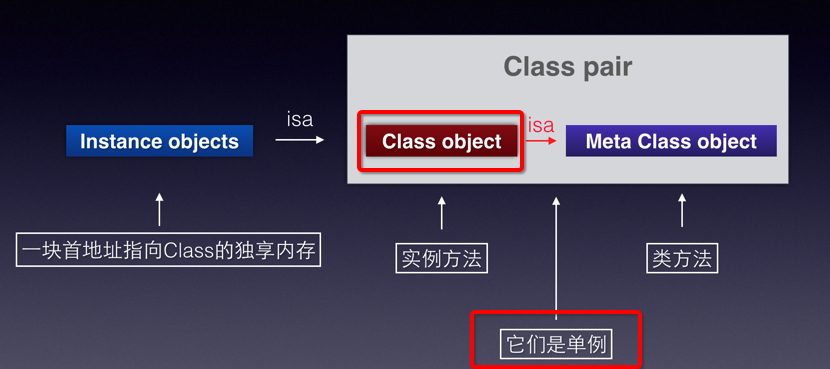 Class pair
isa
isa
Instance objects
Class object
Meta Class object
一块首地址指向Class的独享内存
实例方法
类方法
它们是单例